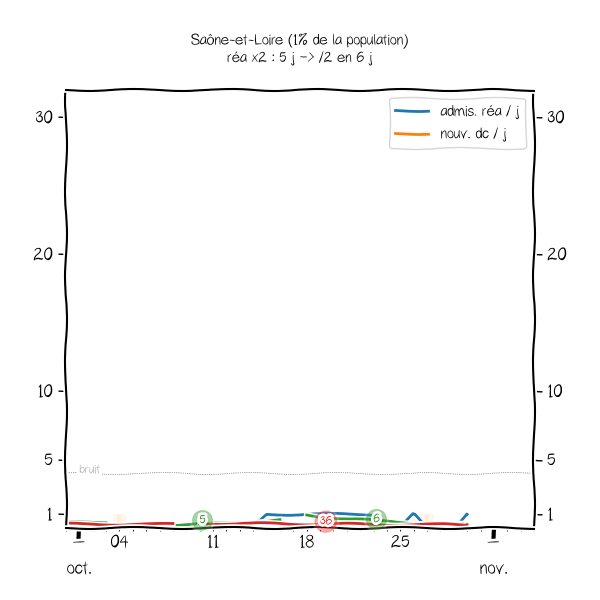 Saône-et-Loire (1% de la population)
réa x2 : 5 j -> /2 en 6 j
admis. réa / j
nouv. dc / j
30
30
20
20
10
10
5
5
bruit
1
1
5
36
6
04
11
18
25
oct.
nov.